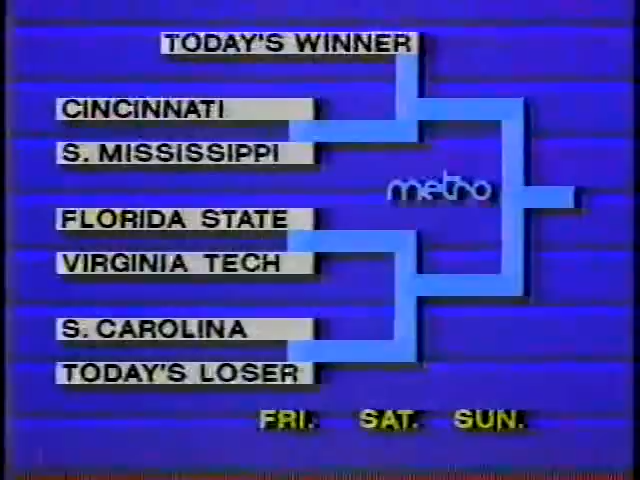 TODAY'S WINNER
CINCINNATI
S. MISSISSIPPI
metro
FLORIDA STATE
VIRGINIA TECH
S. CAROLINA
TODAY'S LOSER
FRI. SAT. SUN.